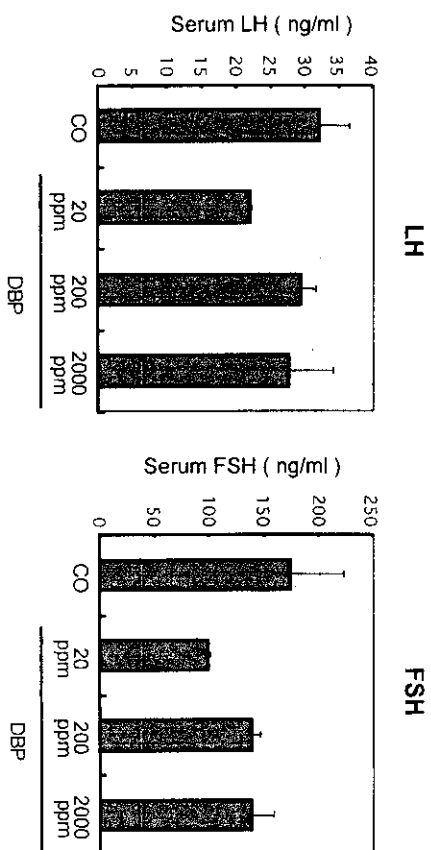 LH
Serum LH ( ng/ml )
0 5 10 15 20 25 30 35 40
CO
20 ppm
200 ppm
2000 ppm
DBP
FSH
Serum FSH ( ng/ml )
0 50 100 150 200 250
CO
20 ppm
200 ppm
2000 ppm
DBP